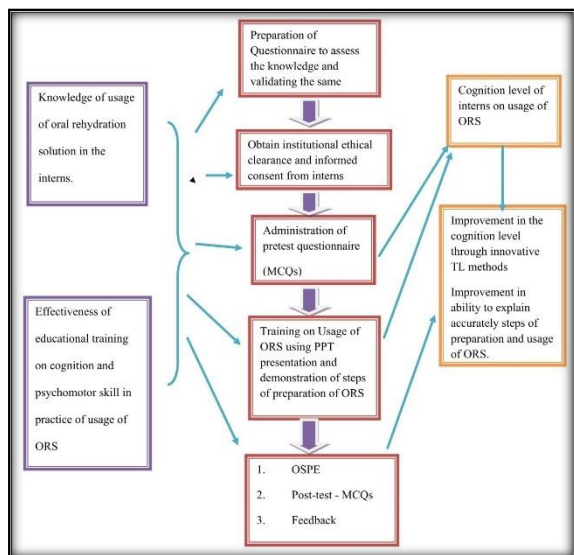 Preparation of
Questionnaire to assess
the knowledge and
validating the same
Knowledge of usage
of oral rehydration
solution in the
interns.
Cognition level of
interns on usage of
ORS
Obtain institutional ethical
clearance and informed
consent from interns
Administration of
pretest questionnaire
(MCQs)
Improvement in the
cognition level
through innovative
TL methods
Improvement in
ability to explain
accurately steps of
preparation and usage
of ORS.
Effectiveness of
educational training
on cognition and
psychomotor skill in
practice of usage of
ORS
Training on Usage of
ORS using PPT
presentation and
demonstration of steps
of preparation of ORS
1. OSPE
2. Post-test - MCQs
3. Feedback